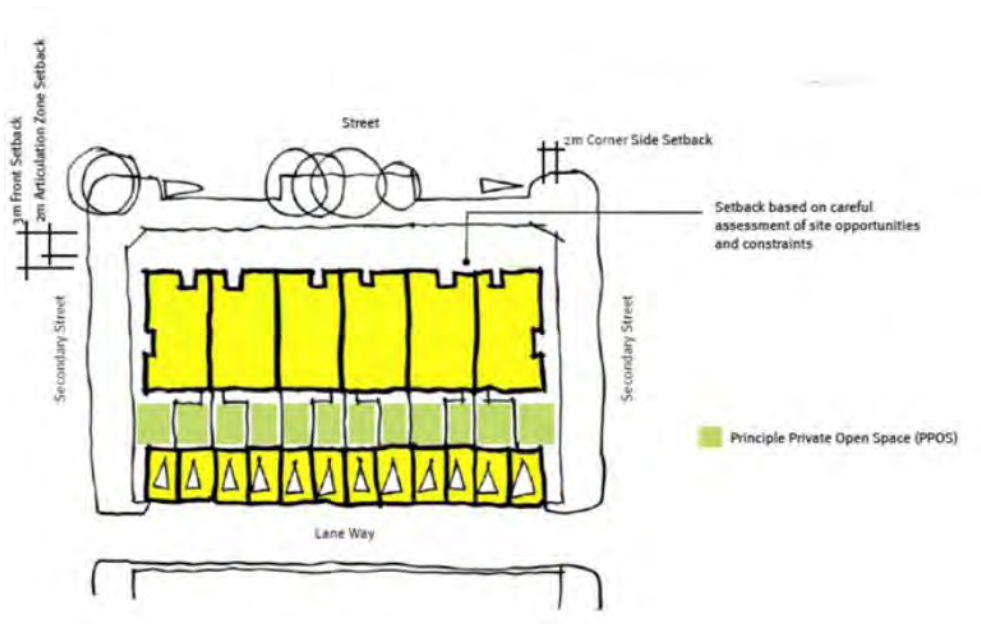 3m Front Setback
2m Articulation Zone Setback
Street
2m Corner Side Setback
Setback based on careful
assessment of site opportunities
and constraints
Secondary Street
Secondary Street
Principle Private Open Space (PPOS)
Lane Way